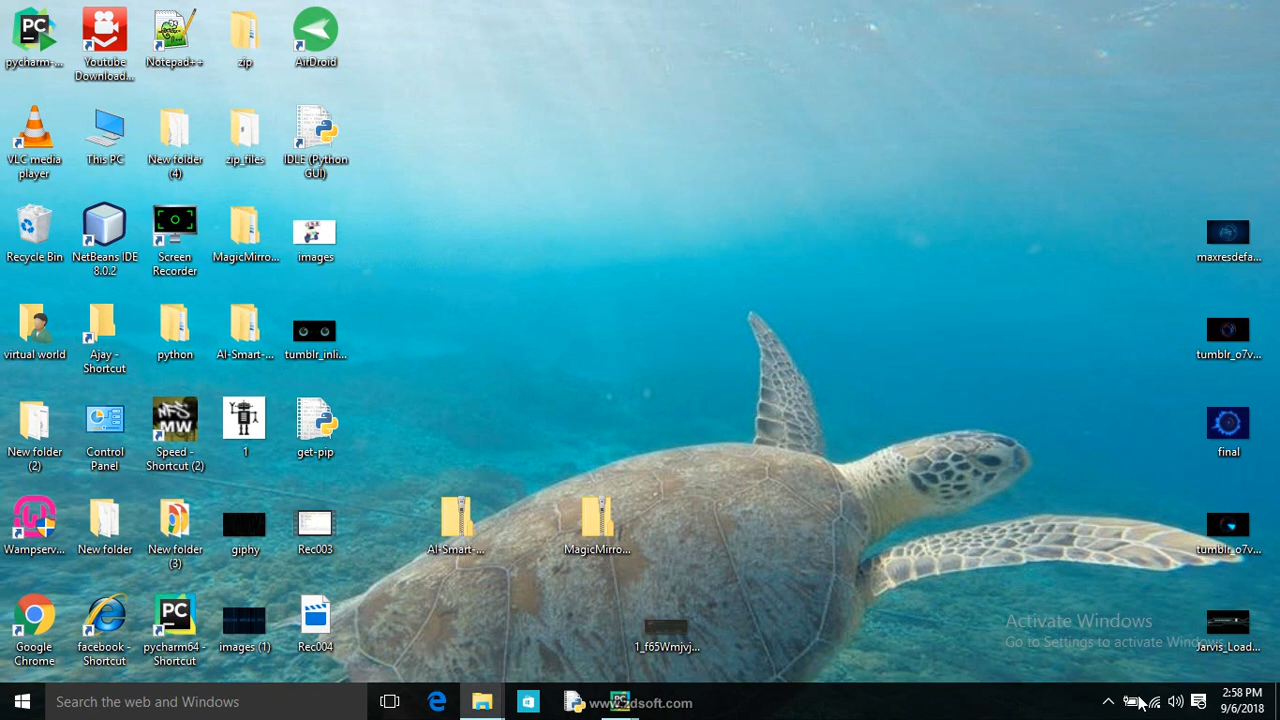 pycharm-...
Youtube
Download...
Notepad++
zip
AirDroid
VLC media
player
This PC
New folder
(4)
zip_files
IDLE (Python
GUI)
Recycle Bin
NetBeans IDE
8.0.2
Screen
Recorder
MagicMirro...
images
maxresdefa...
virtual world
Ajay -
Shortcut
python
AI-Smart-...
tumblr_inli...
tumblr_o7v...
New folder
(2)
Control
Panel
NFS
MW
Speed -
Shortcut (2)
1
get-pip
final
Wampserv...
New folder
New folder
(3)
giphy
Rec003
AI-Smart-...
MagicMirro...
tumblr_o7v...
Google
Chrome
facebook -
Shortcut
PC
pycharm64 -
Shortcut
images (1)
Rec004
1_f65Wmjvj...
Jarvis_Load...
Activate Windows
Go to Settings to activate Windows.
Search the web and Windows
www.zdsoft.com
2:58 PM
9/6/2018